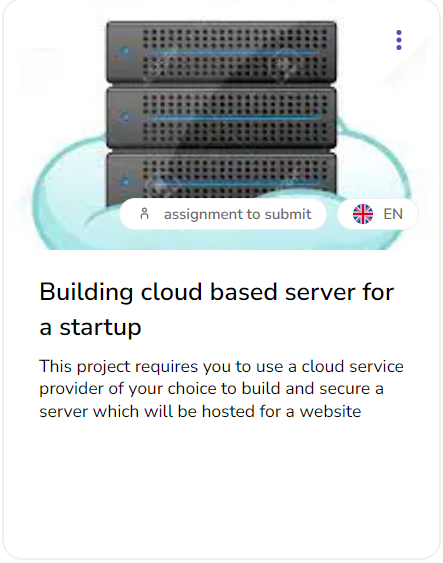 assignment to submit
EN
Building cloud based server for
a startup
This project requires you to use a cloud service
provider of your choice to build and secure a
server which will be hosted for a website